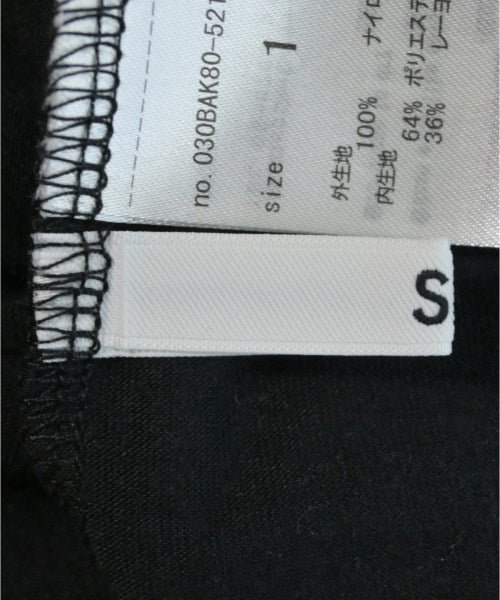 no. 030BAK80-521
size 1
外生地
100% ナイロ
内生地
64% ポリエステ
36% レーヨ
S